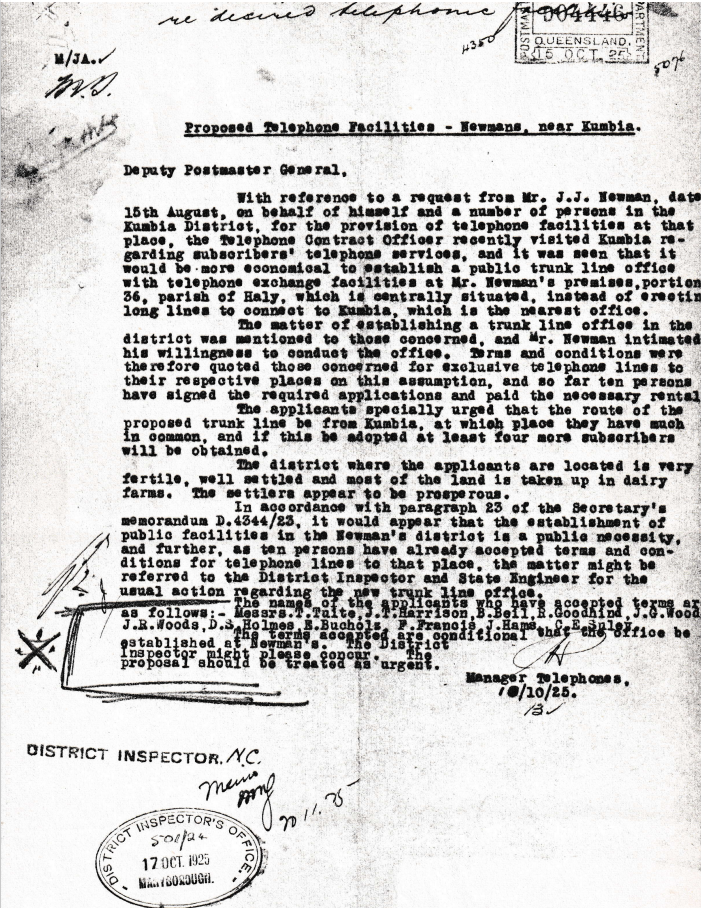 re desired telephonic
004446
QUEENSLAND.
15 OCT. 25
4350
5076
M/JA.
Proposed Telephone Facilities - Newmans, near Kumbia.
Deputy Postmaster General,
With reference to a request from Mr. J.J. Newman, date
15th August, on behalf of himself and a number of persons in the
Kumbia District, for the provision of telephone facilities at that
place, the Telephone Contract Officer recently visited Kumbia re-
garding subscribers' telephone services, and it was seen that it
would be more economical to establish a public trunk line office
with telephone exchange facilities at Mr. Newman's premises,portion
36, parish of Haly, which is centrally situated, instead of erectin
long lines to connect to Kumbia, which is the nearest office.
The matter of establishing a trunk line office in the
district was mentioned to those concerned, and Mr. Newman intimated
his willingness to conduct the office. Terms and conditions were
therefore quoted those concerned for exclusive telephone lines to
their respective places on this assumption, and so far ten persons
have signed the required applications and paid the necessary rental
The applicants specially urged that the route of the
proposed trunk line be from Kumbia, at which place they have much
in common, and if this be adopted at least four more subscribers
will be obtained.
The district where the applicants are located is very
fertile, well settled and most of the land is taken up in dairy
farms. The settlers appear to be prosperous.
In accordance with paragraph 23 of the Secretary's
memorandum D.4344/23, it would appear that the establishment of
public facilities in the Newman's district is a public necessity,
and further, as ten persons have already accepted terms and con-
ditions for telephone lines to that place, the matter might be
referred to the District Inspector and State Engineer for the
usual action regarding the new trunk line office.
The names of the applicants who have accepted terms ar
as follows:- Messrs.T.Tuite,J.T.Harrison,B.Beil,R.Goodhind,J.G.Wood
J.R.Woods,D.S.Holmes,E.Bucholz, F.Francis,J.Hams, C.E.
The terms accepted are conditional that the office be
established at Newman's. The District
Inspector might please concur. The
proposal should be treated as urgent.
Manager Telephones,
/10/25.
DISTRICT INSPECTOR, N.C.
Memo
20 11.25
DISTRICT INSPECTOR'S OFFICE,
501/24
17 OCT. 1925
MARYBOROUGH.